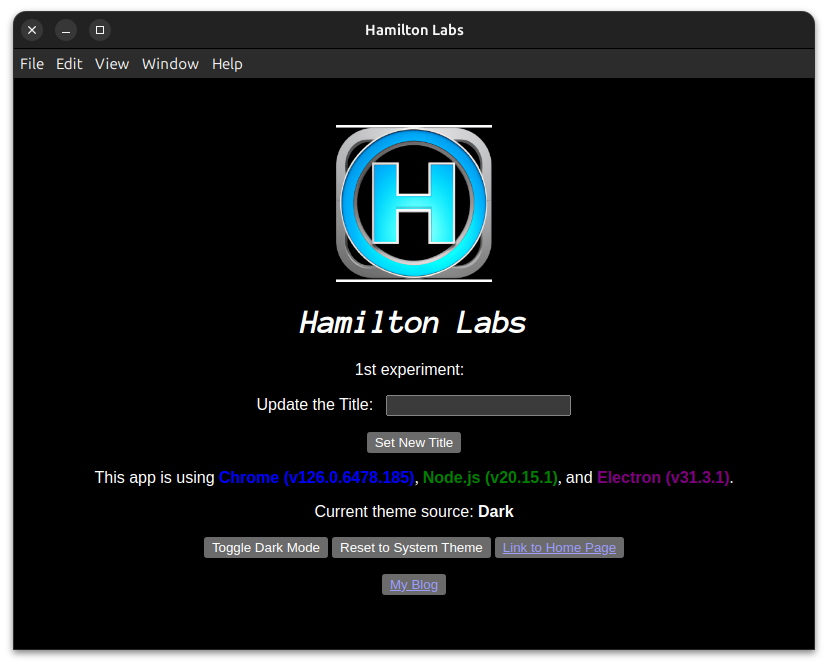 Hamilton Labs
File Edit View Window Help
H
Hamilton Labs
1st experiment:
Update the Title:
Set New Title
This app is using Chrome (v126.0.6478.185), Node.js (v20.15.1), and Electron (v31.3.1).
Current theme source: Dark
Toggle Dark Mode Reset to System Theme Link to Home Page
My Blog